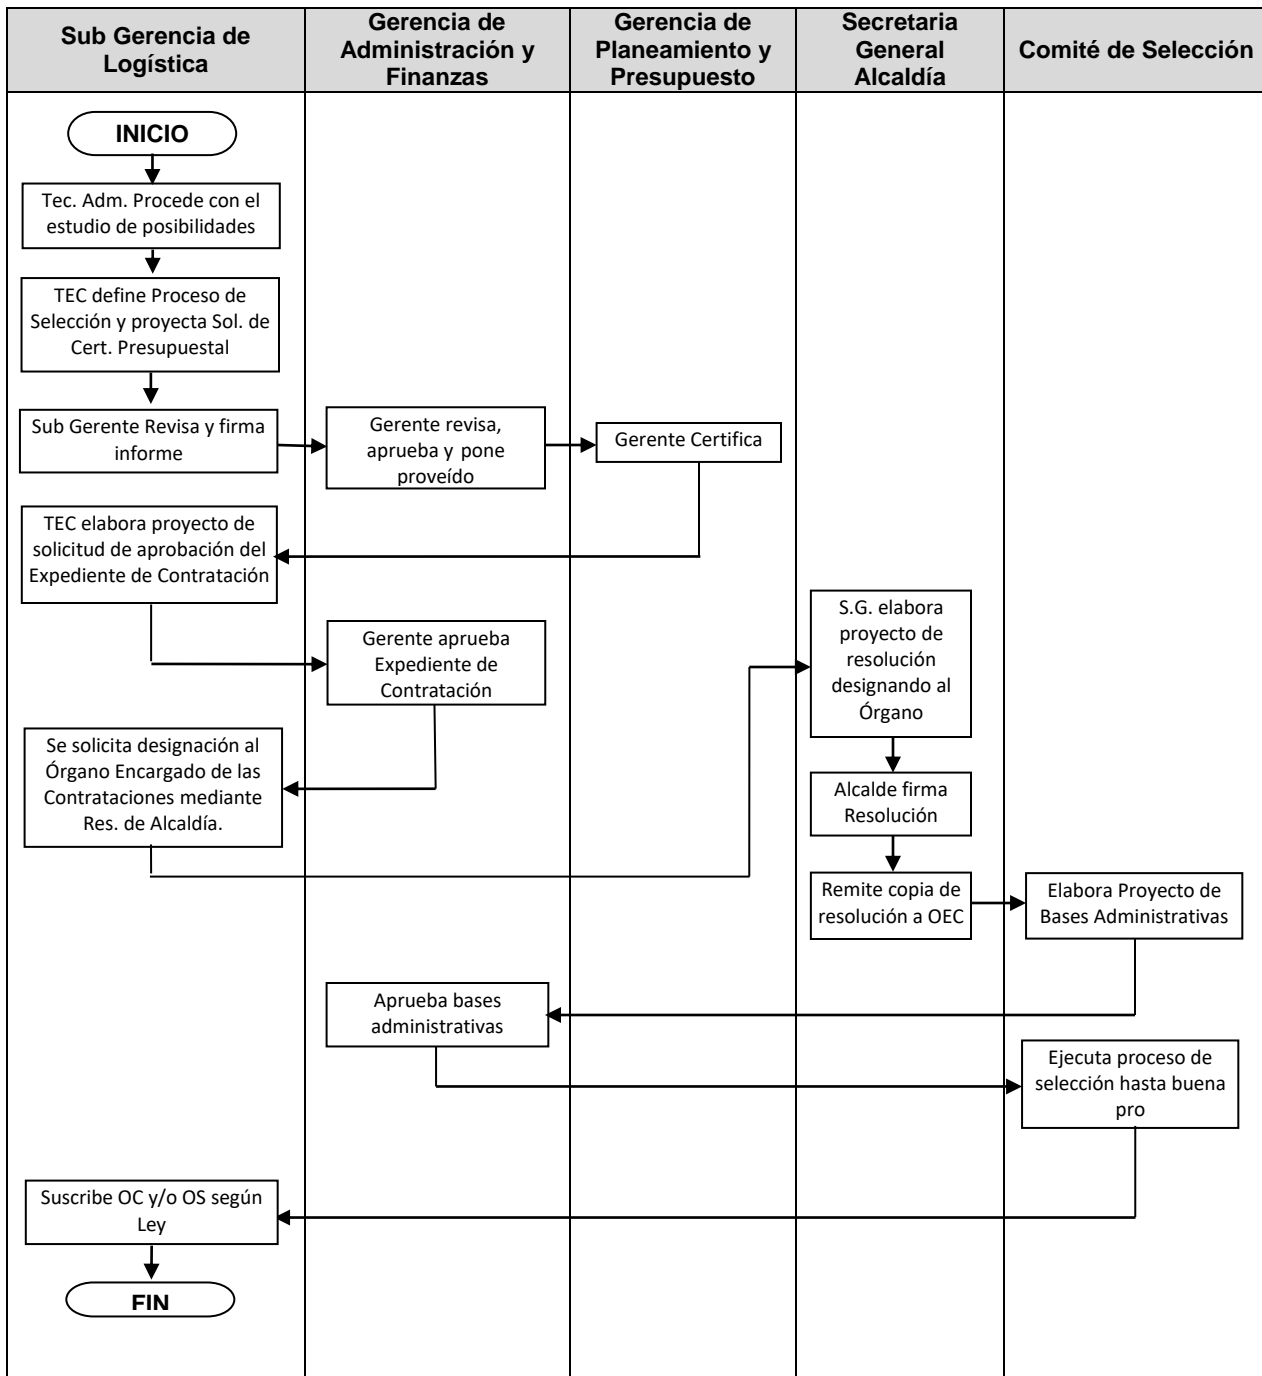 Sub Gerencia de
Logística
Gerencia de
Administración y
Finanzas
Gerencia de
Planeamiento y
Presupuesto
Secretaria
General
Alcaldía
Comité de Selección
INICIO
Tec. Adm. Procede con el
estudio de posibilidades
TEC define Proceso de
Selección y proyecta Sol. de
Cert. Presupuestal
Sub Gerente Revisa y firma
informe
Gerente revisa,
aprueba y pone
proveído
Gerente Certifica
TEC elabora proyecto de
solicitud de aprobación del
Expediente de Contratación
Gerente aprueba
Expediente de
Contratación
Se solicita designación al
Órgano Encargado de las
Contrataciones mediante
Res. de Alcaldía.
S.G. elabora
proyecto de
resolución
designando al
Órgano
Alcalde firma
Resolución
Remite copia de
resolución a OEC
Elabora Proyecto de
Bases Administrativas
Aprueba bases
administrativas
Ejecuta proceso de
selección hasta buena
pro
Suscribe OC y/o OS según
Ley
FIN